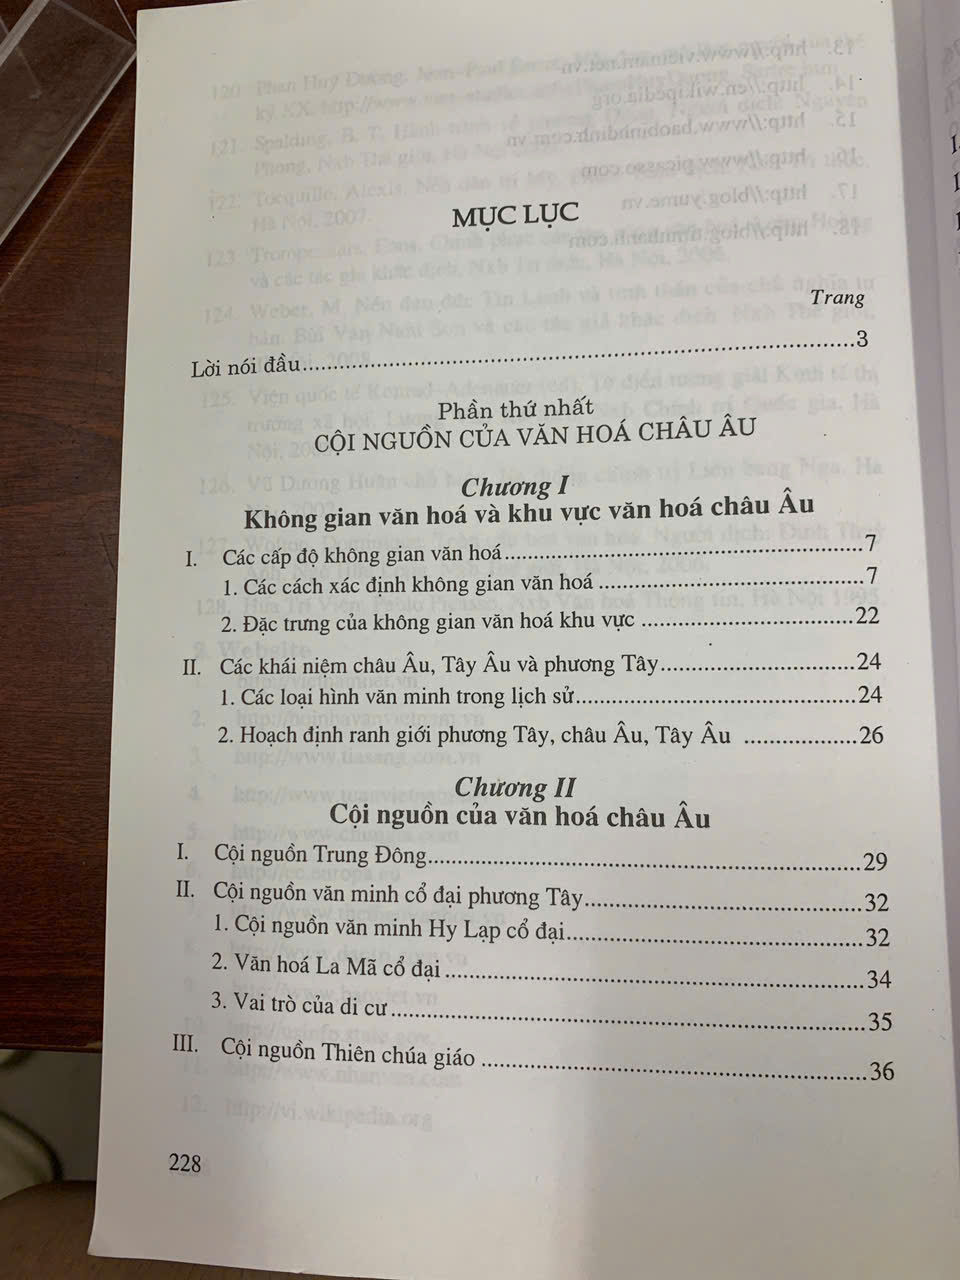 MỤC LỤC
Trang
Lời nói đầu....................................................................3
Phần thứ nhất
CỘI NGUỒN CỦA VĂN HOÁ CHÂU ÂU
Chương I
Không gian văn hoá và khu vực văn hoá châu Âu
I. Các cấp độ không gian văn hoá............................................7
1. Các cách xác định không gian văn hoá................................7
2. Đặc trưng của không gian văn hoá khu vực..........................22
II. Các khái niệm châu Âu, Tây Âu và phương Tây........................24
1. Các loại hình văn minh trong lịch sử..................................24
2. Hoạch định ranh giới phương Tây, châu Âu, Tây Âu ................26
Chương II
Cội nguồn của văn hoá châu Âu
I. Cội nguồn Trung Đông......................................................29
II. Cội nguồn văn minh cổ đại phương Tây................................32
1. Cội nguồn văn minh Hy Lạp cổ đại.....................................32
2. Văn hoá La Mã cổ đại.....................................................34
3. Vai trò của di cư............................................................35
III. Cội nguồn Thiên chúa giáo...............................................36
228